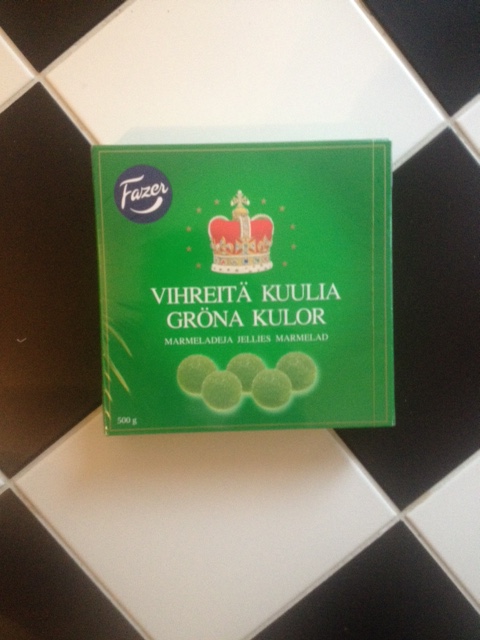 Fazer
VIHREITÄ KUULIA
GRÖNA KULOR
MARMELADEJA JELLIES MARMELAD
500 g